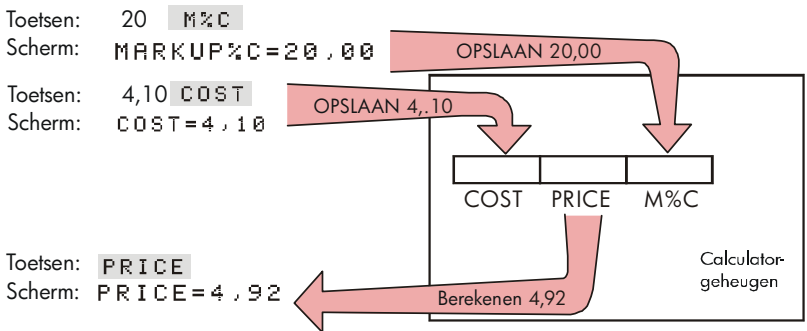 Toetsen: 20 M%C
Scherm: MARKUP%C=20,00
OPSLAAN 20,00
Toetsen: 4,10 COST
Scherm: COST=4,10
OPSLAAN 4,.10
COST PRICE M%C
Toetsen: PRICE
Scherm: PRICE=4,92
Berekenen 4,92
Calculator-
geheugen